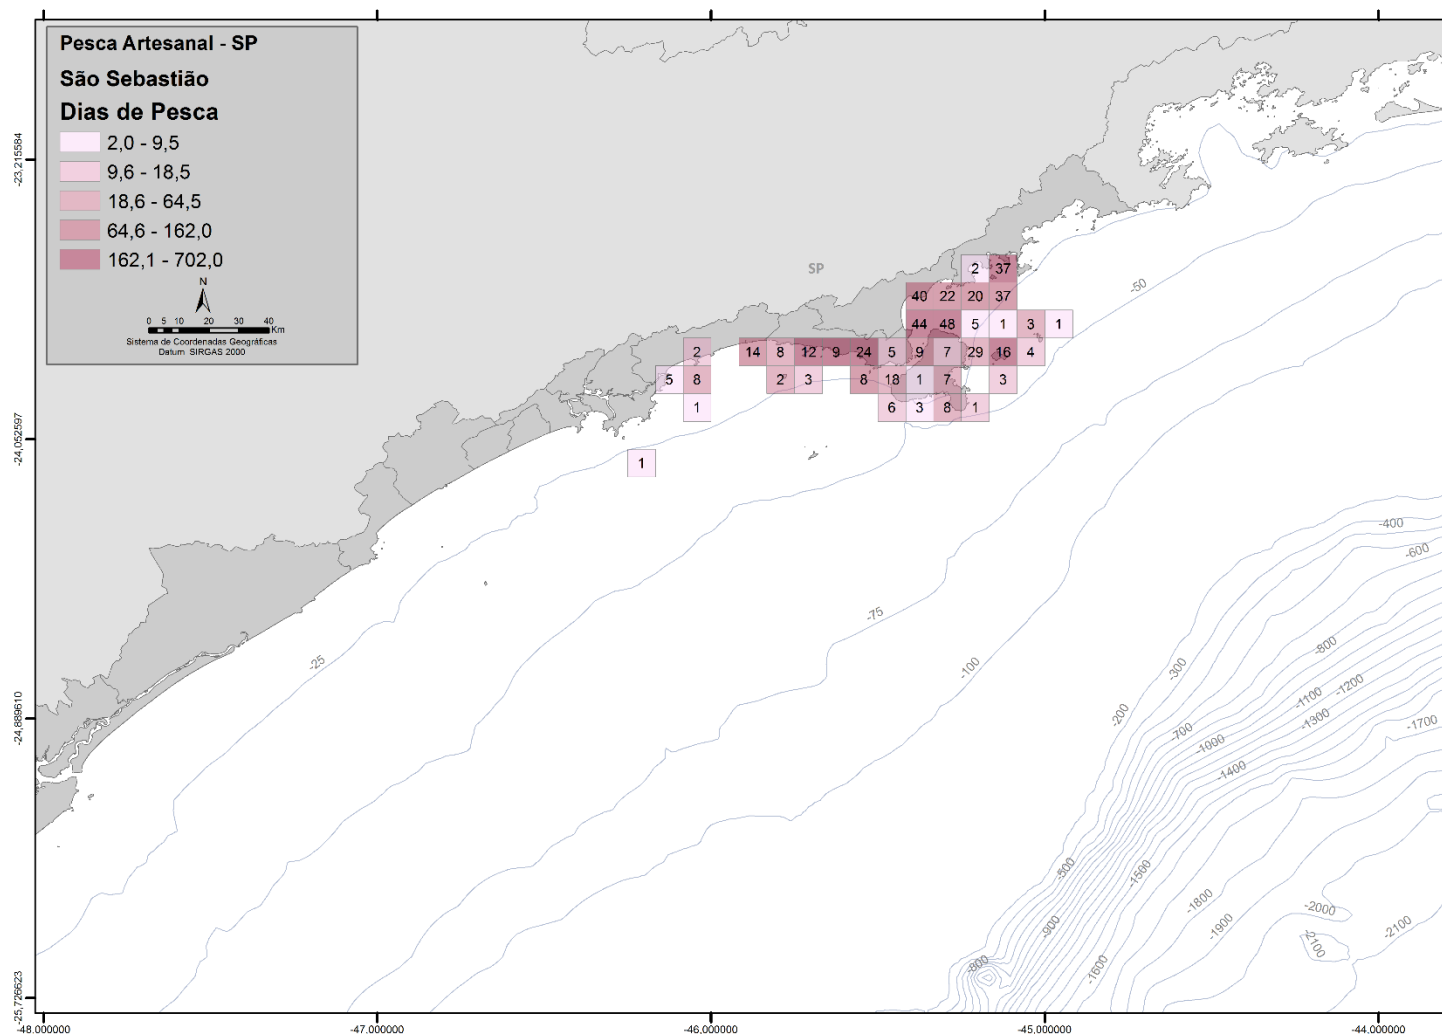 Pesca Artesanal - SP
São Sebastião
Dias de Pesca
2,0 - 9,5
9,6 - 18,5
18,6 - 64,5
64,6 - 162,0
162,1 - 702,0
N
0 5 10 20 30 40
Km
Sistema de Coordenadas Geográficas
Datum SIRGAS 2000
-23,215584
-24,052597
-24,889610
-25,726623
SP
2 37
40 22 20 37
44 48 5 1 3 1
2 14 8 12 9 24 5 9 7 29 16 4
5 8 2 3 8 18 1 7 3
1 6 3 8 1
1
-50
-25
-75
-100
-400
-600
-300
-200
-800
-1100
-1200
-1300
-700
-1000
-1400
-1700
-500
-1500
-1800
-1900
-2000
-2100
-2100
-900
-800
-1600
-48,000000
-47,000000
-46,000000
-45,000000
-44,000000